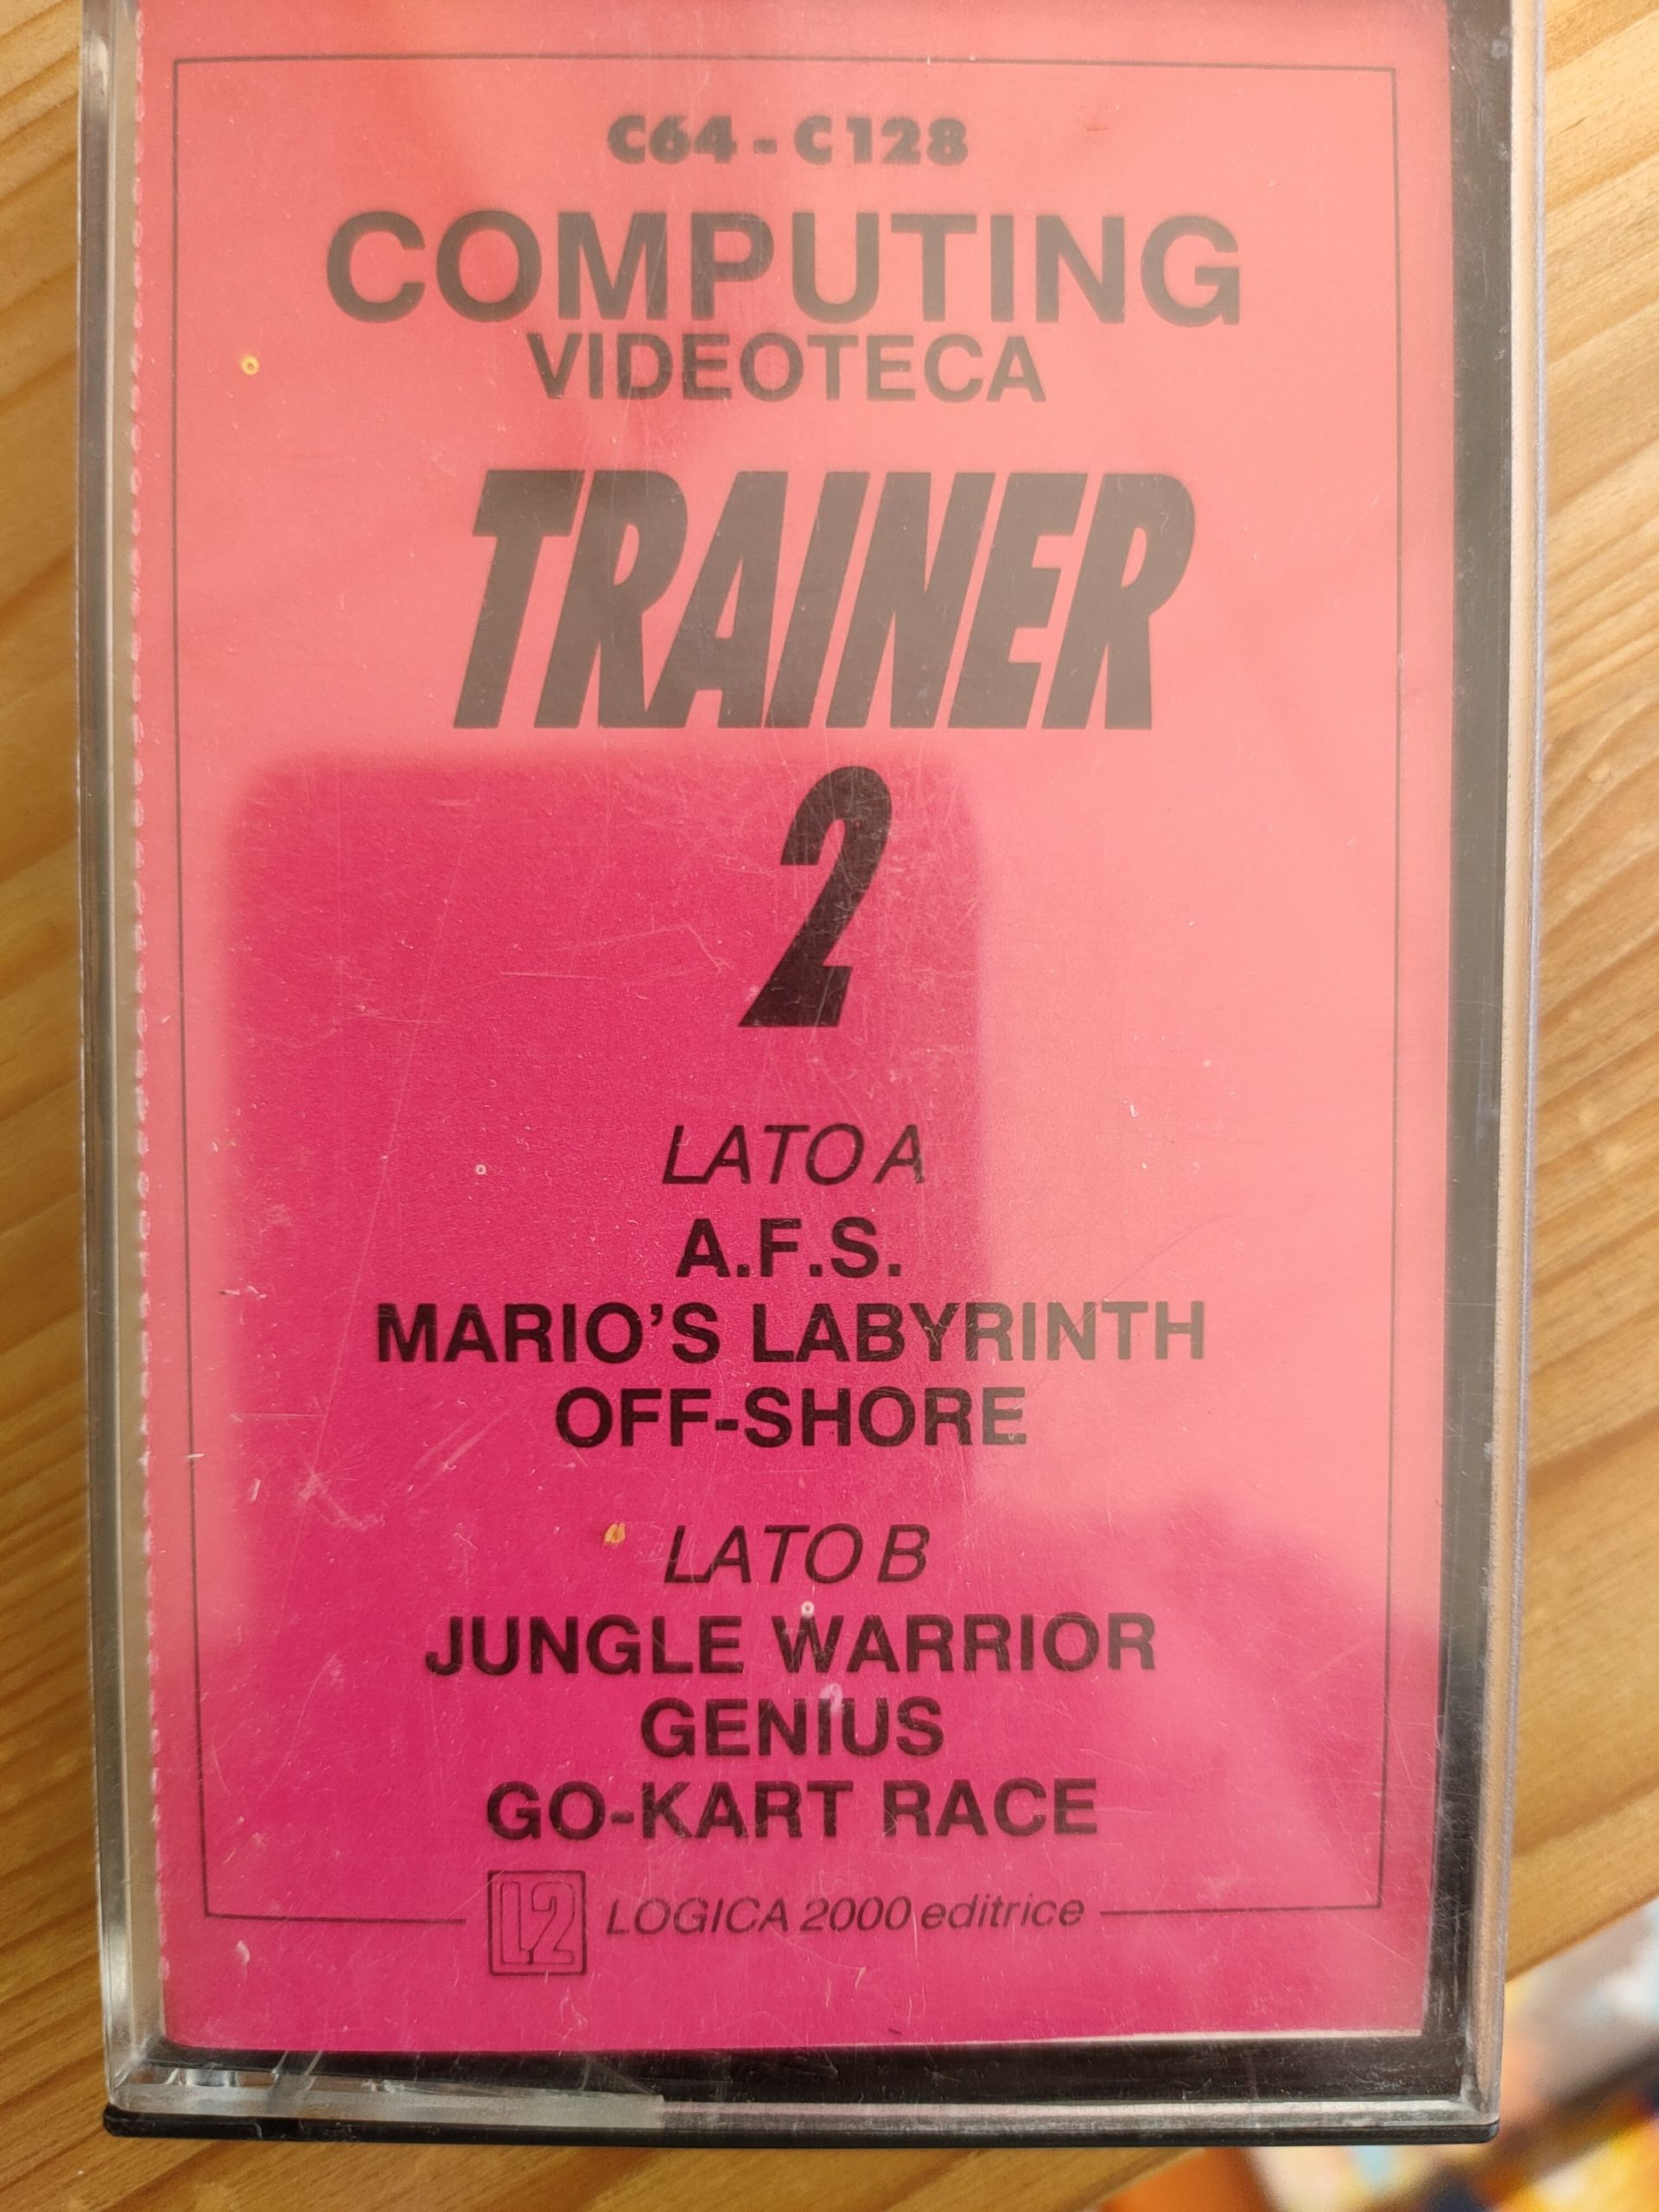 C64 - C128
COMPUTING
VIDEOTECA
TRAINER
2
LATO A
A.F.S.
MARIO'S LABYRINTH
OFF-SHORE
LATO B
JUNGLE WARRIOR
GENIUS
GO-KART RACE
L2 LOGICA 2000 editrice